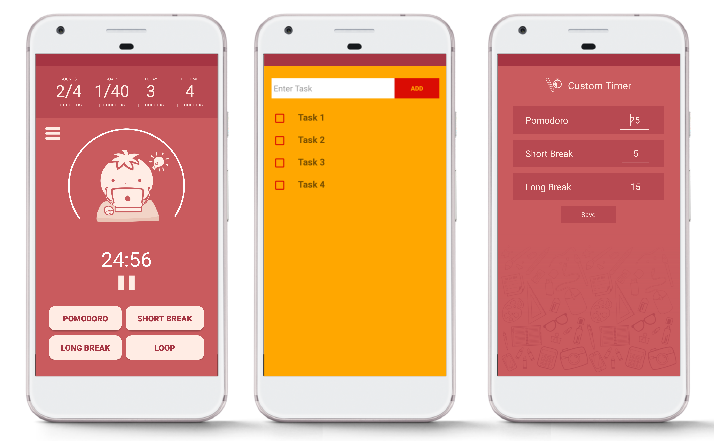 2/4
1/40
3
4
24:56
POMODORO
SHORT BREAK
LONG BREAK
LOOP
Enter Task
ADD
Task 1
Task 2
Task 3
Task 4
Custom Timer
Pomodoro 25
Short Break 5
Long Break 15
Save